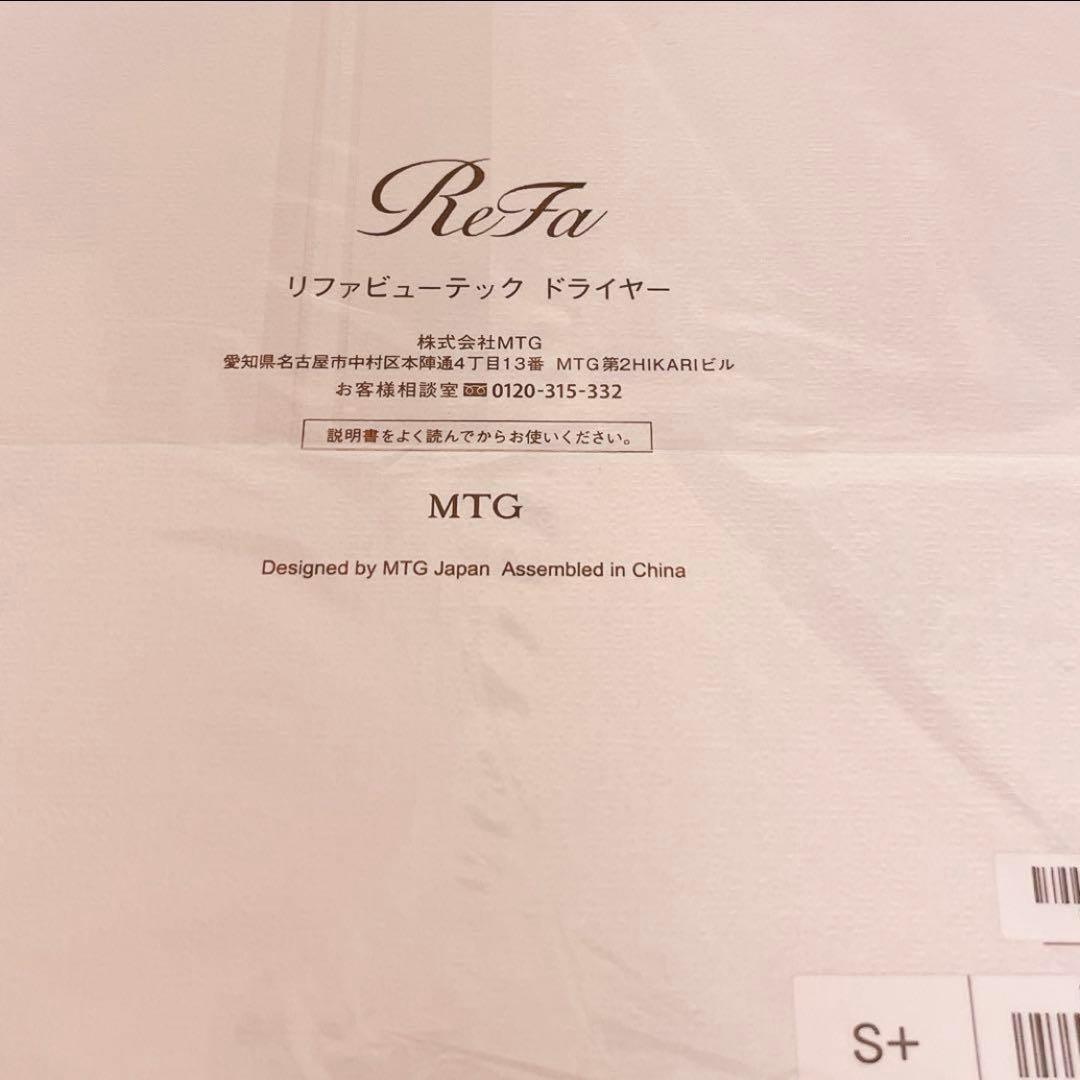 ReFa
リファビューテック ドライヤー
株式会社MTG
愛知県名古屋市中村区本陣通4丁目13番 MTG第2HIKARIビル
お客様相談室 0120-315-332
説明書をよく読んでからお使いください。
MTG
Designed by MTG Japan Assembled in China
S+